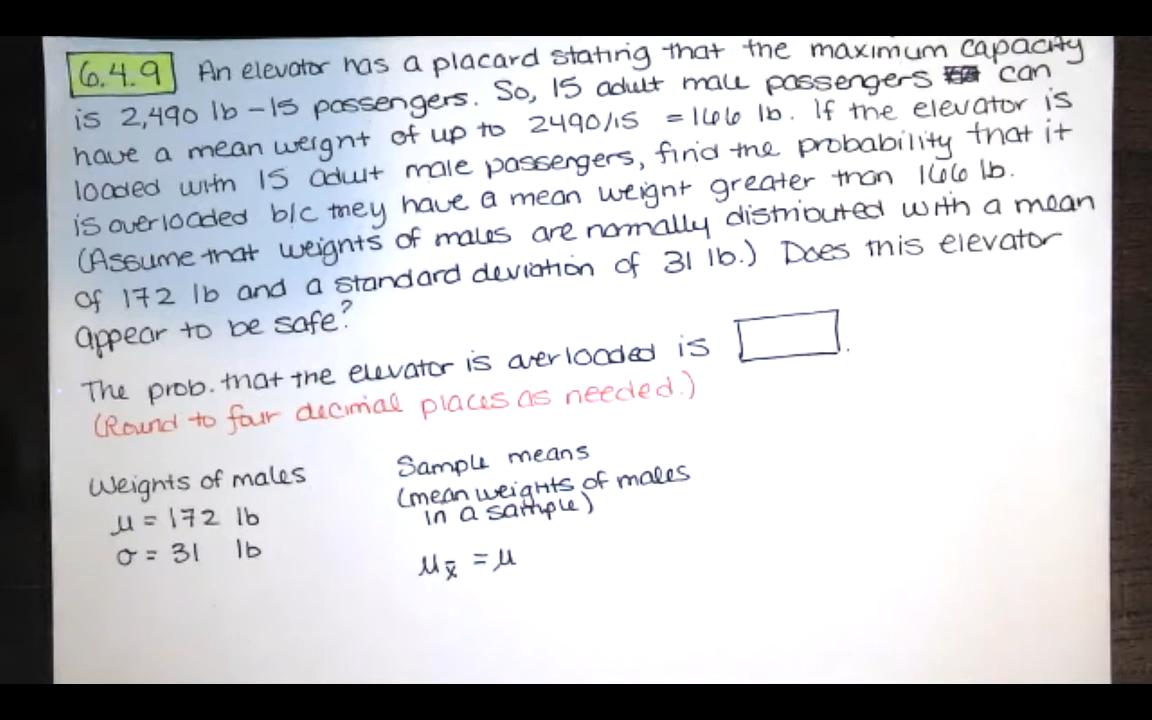 6.4.9 An elevator has a placard stating that the maximum capacity
is 2,490 lb - 15 passengers. So, 15 adult male passengers can
have a mean weight of up to 2490/15 = 166 lb. If the elevator is
loaded with 15 adult male passengers, find the probability that it
is overloaded b/c they have a mean weight greater than 166 lb.
(Assume that weights of males are normally distributed with a mean
of 172 lb and a standard deviation of 31 lb.) Does this elevator
appear to be safe?
The prob. that the elevator is overloaded is .
(Round to four decimal places as needed.)
Weights of males
μ = 172 lb
σ = 31 lb
Sample means
(mean weights of males
in a sample)
μx̄ = μ